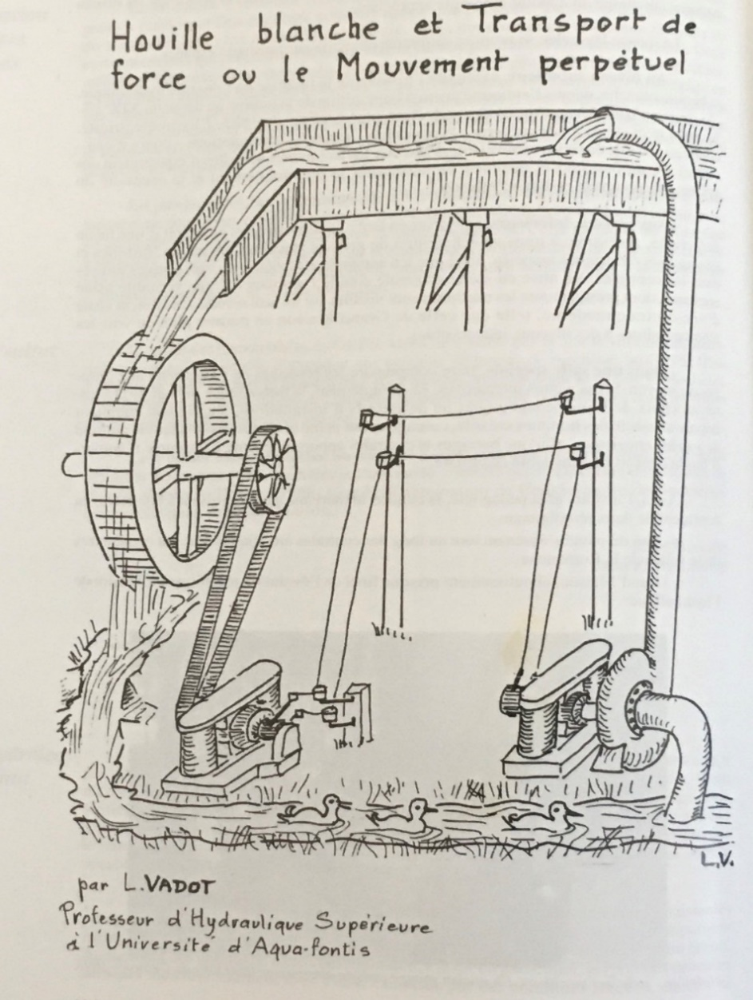 Houille blanche et Transport de
force ou le Mouvement perpétuel
L.V.
par L.VADOT
Professeur d'Hydraulique Supérieure
à l'Université d'Aqua-fontis